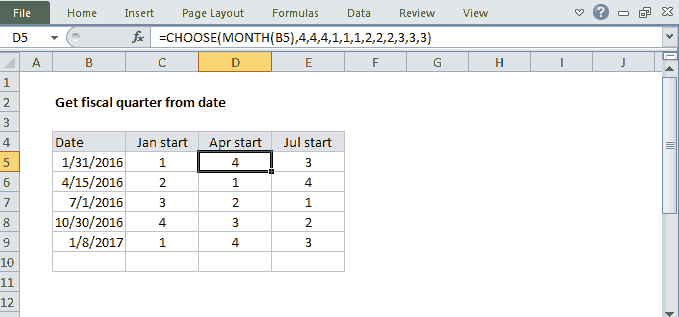 File Home Insert Page Layout Formulas Data Review View
D5 fx =CHOOSE(MONTH(B5),4,4,4,1,1,1,2,2,2,3,3,3)
A B C D E F G H I J
1
2 Get fiscal quarter from date
3
4 Date Jan start Apr start Jul start
5 1/31/2016 1 4 3
6 4/15/2016 2 1 4
7 7/1/2016 3 2 1
8 10/30/2016 4 3 2
9 1/8/2017 1 4 3
10
11
12